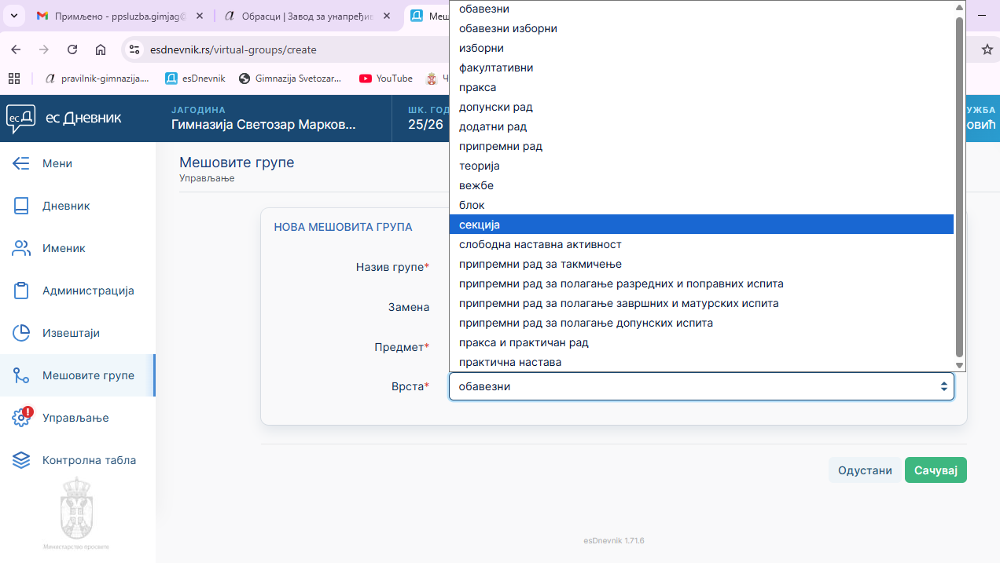 Примљено - ppsluzba.gimjag@
Обрасци | Завод за унапређив
Меш
esdnevnik.rs/virtual-groups/create
pravilnik-gimnazija....
esDnevnik
Gimnazija Svetozar...
YouTube
Ч
ес Дневник
ЈАГОДИНА
Гимназија Светозар Марков...
ШК. ГОД
25/26
УЖБА
ОВИЋ
Мени
Дневник
Именик
Администрација
Извештаји
Мешовите групе
Управљање
Контролна табла
Министарство просвете
Мешовите групе
Управљање
НОВА МЕШОВИТА ГРУПА
Назив групе*
Замена
Предмет*
Врста*
обавезни
обавезни изборни
изборни
факултативни
пракса
допунски рад
додатни рад
припремни рад
теорија
вежбе
блок
секција
слободна наставна активност
припремни рад за такмичење
припремни рад за полагање разредних и поправних испита
припремни рад за полагање завршних и матурских испита
припремни рад за полагање допунских испита
пракса и практичан рад
практична настава
обавезни
Одустани
Сачувај
esDnevnik 1.71.6